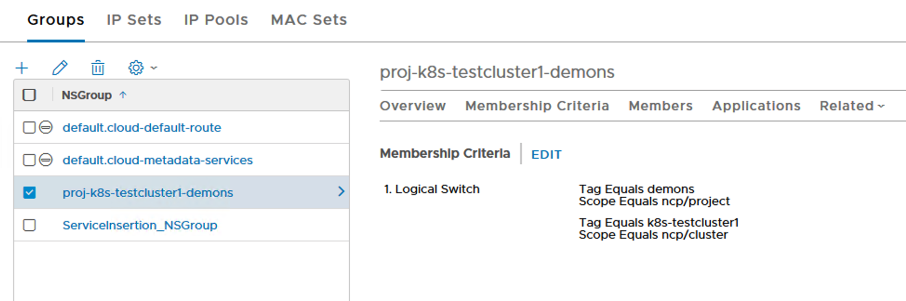 Groups IP Sets IP Pools MAC Sets
NSGroup
default.cloud-default-route
default.cloud-metadata-services
proj-k8s-testcluster1-demons
ServiceInsertion_NSGroup
proj-k8s-testcluster1-demons
Overview Membership Criteria Members Applications Related
Membership Criteria EDIT
1. Logical Switch Tag Equals demons
Scope Equals ncp/project
Tag Equals k8s-testcluster1
Scope Equals ncp/cluster